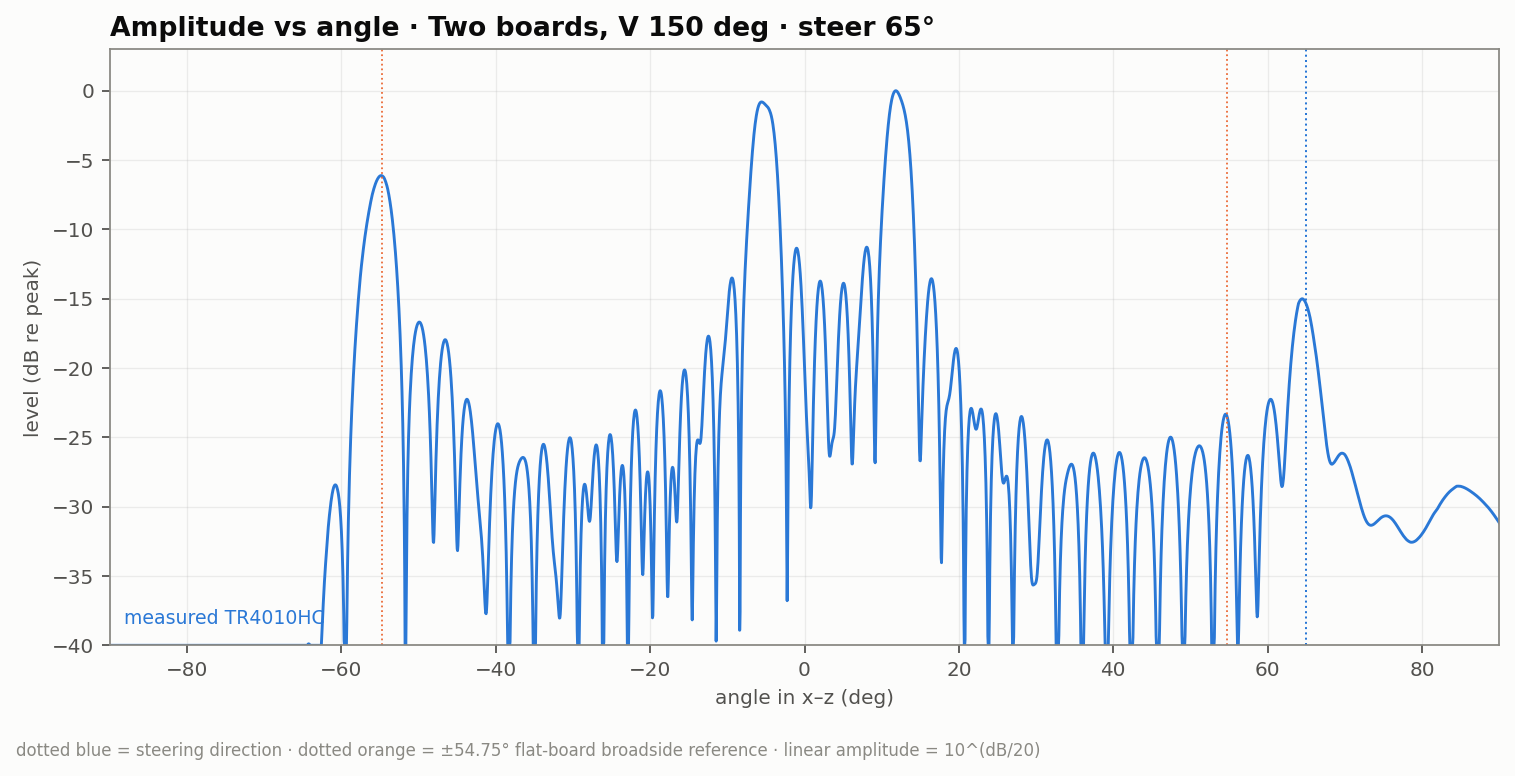 Amplitude vs angle · Two boards, V 150 deg · steer 65°
level (dB re peak)
0
−5
−10
−15
−20
−25
−30
−35
−40
measured TR4010HC
−80 −60 −40 −20 0 20 40 60 80
angle in x–z (deg)
dotted blue = steering direction · dotted orange = ±54.75° flat-board broadside reference · linear amplitude = 10^(dB/20)